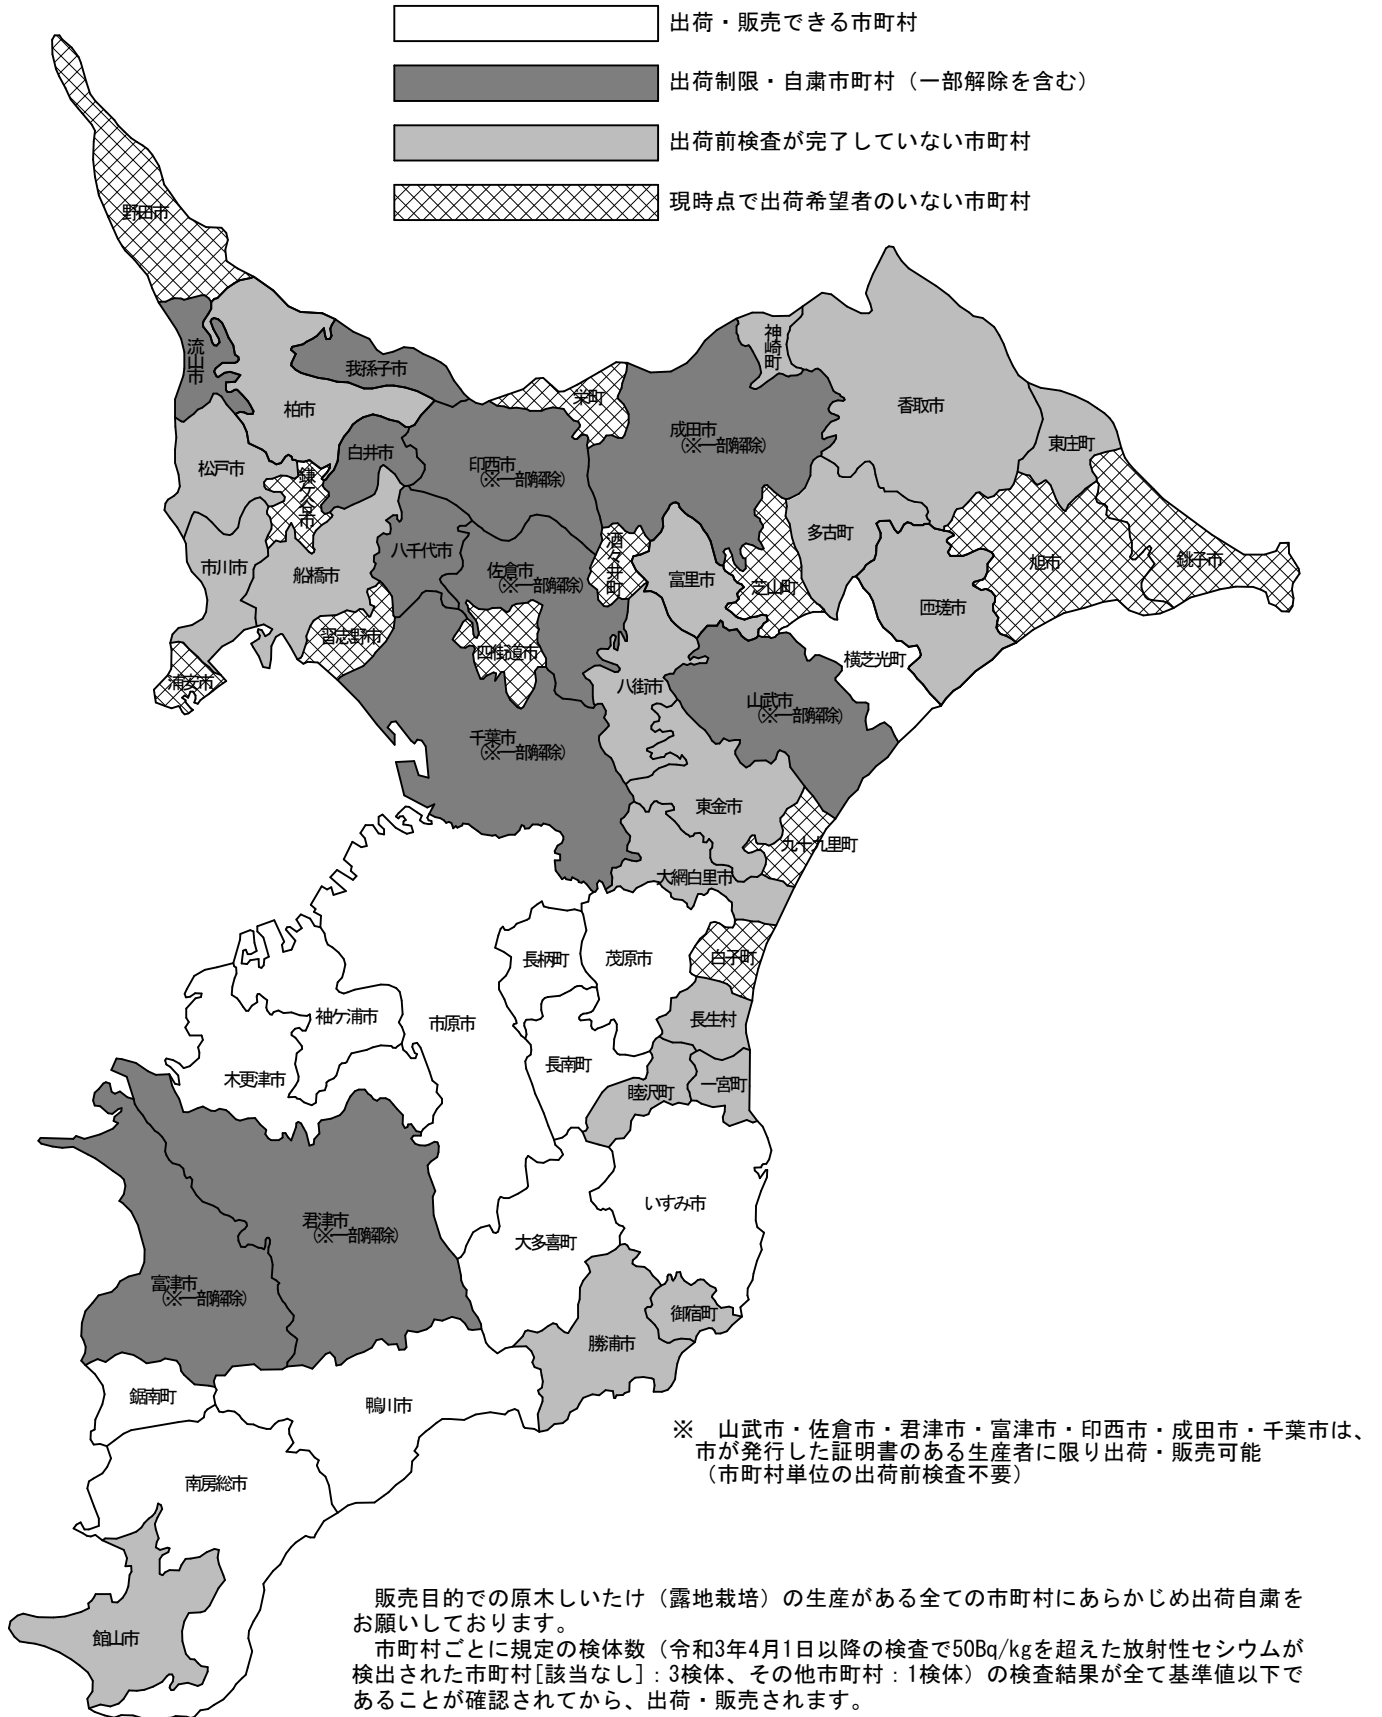 出荷・販売できる市町村
出荷制限・自粛市町村（一部解除を含む）
出荷前検査が完了していない市町村
現時点で出荷希望者のいない市町村
野田市
流山市
我孫子市
柏市
栄町
神崎町
成田市
（※一部解除）
香取市
東庄町
松戸市
鎌ケ谷市
白井市
印西市
（※一部解除）
市川市
船橋市
八千代市
佐倉市
（※一部解除）
酒々井町
富里市
芝山町
多古町
匝瑳市
旭市
銚子市
浦安市
習志野市
四街道市
八街市
横芝光町
山武市
（※一部解除）
千葉市
（※一部解除）
東金市
九十九里町
大網白里市
長柄町
茂原市
白子町
袖ケ浦市
市原市
長生村
木更津市
長南町
睦沢町
一宮町
いすみ市
君津市
（※一部解除）
大多喜町
富津市
（※一部解除）
御宿町
勝浦市
鋸南町
鴨川市
南房総市
館山市
※　山武市・佐倉市・君津市・富津市・印西市・成田市・千葉市は、
市が発行した証明書のある生産者に限り出荷・販売可能
（市町村単位の出荷前検査不要）
　販売目的での原木しいたけ（露地栽培）の生産がある全ての市町村にあらかじめ出荷自粛を
お願いしております。
　市町村ごとに規定の検体数（令和3年4月1日以降の検査で50Bq/kgを超えた放射性セシウムが
検出された市町村[該当なし]：3検体、その他市町村：1検体）の検査結果が全て基準値以下で
あることが確認されてから、出荷・販売されます。